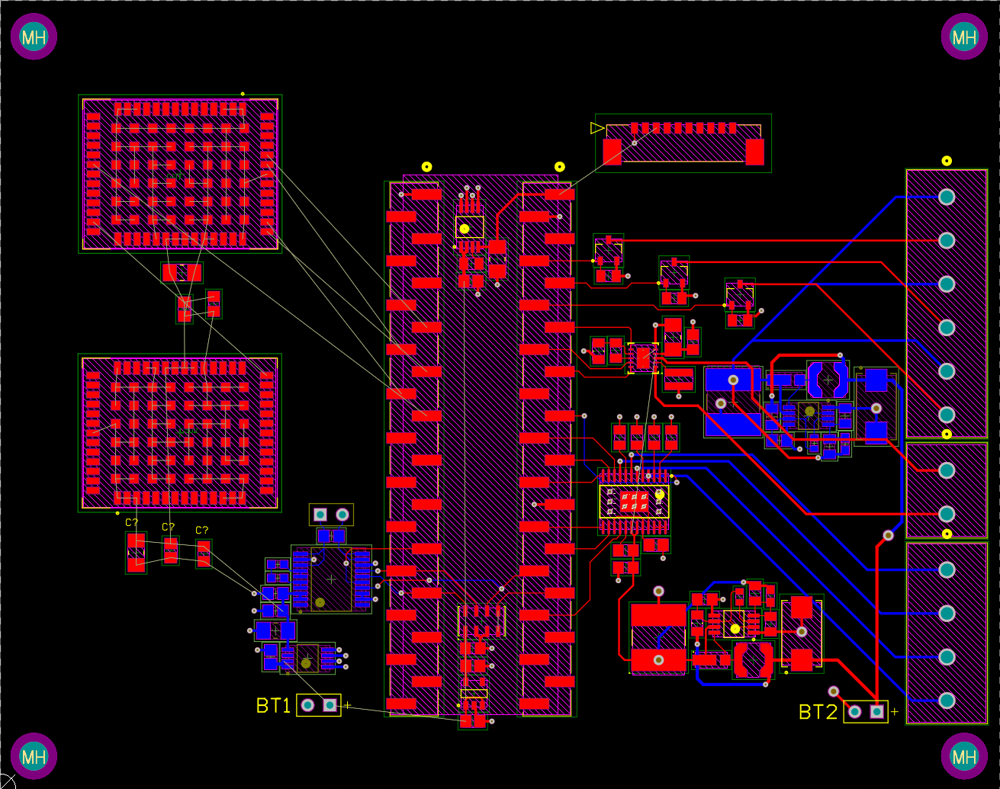 MH MH
C? C? C?
BT1 +
BT2 +
MH MH